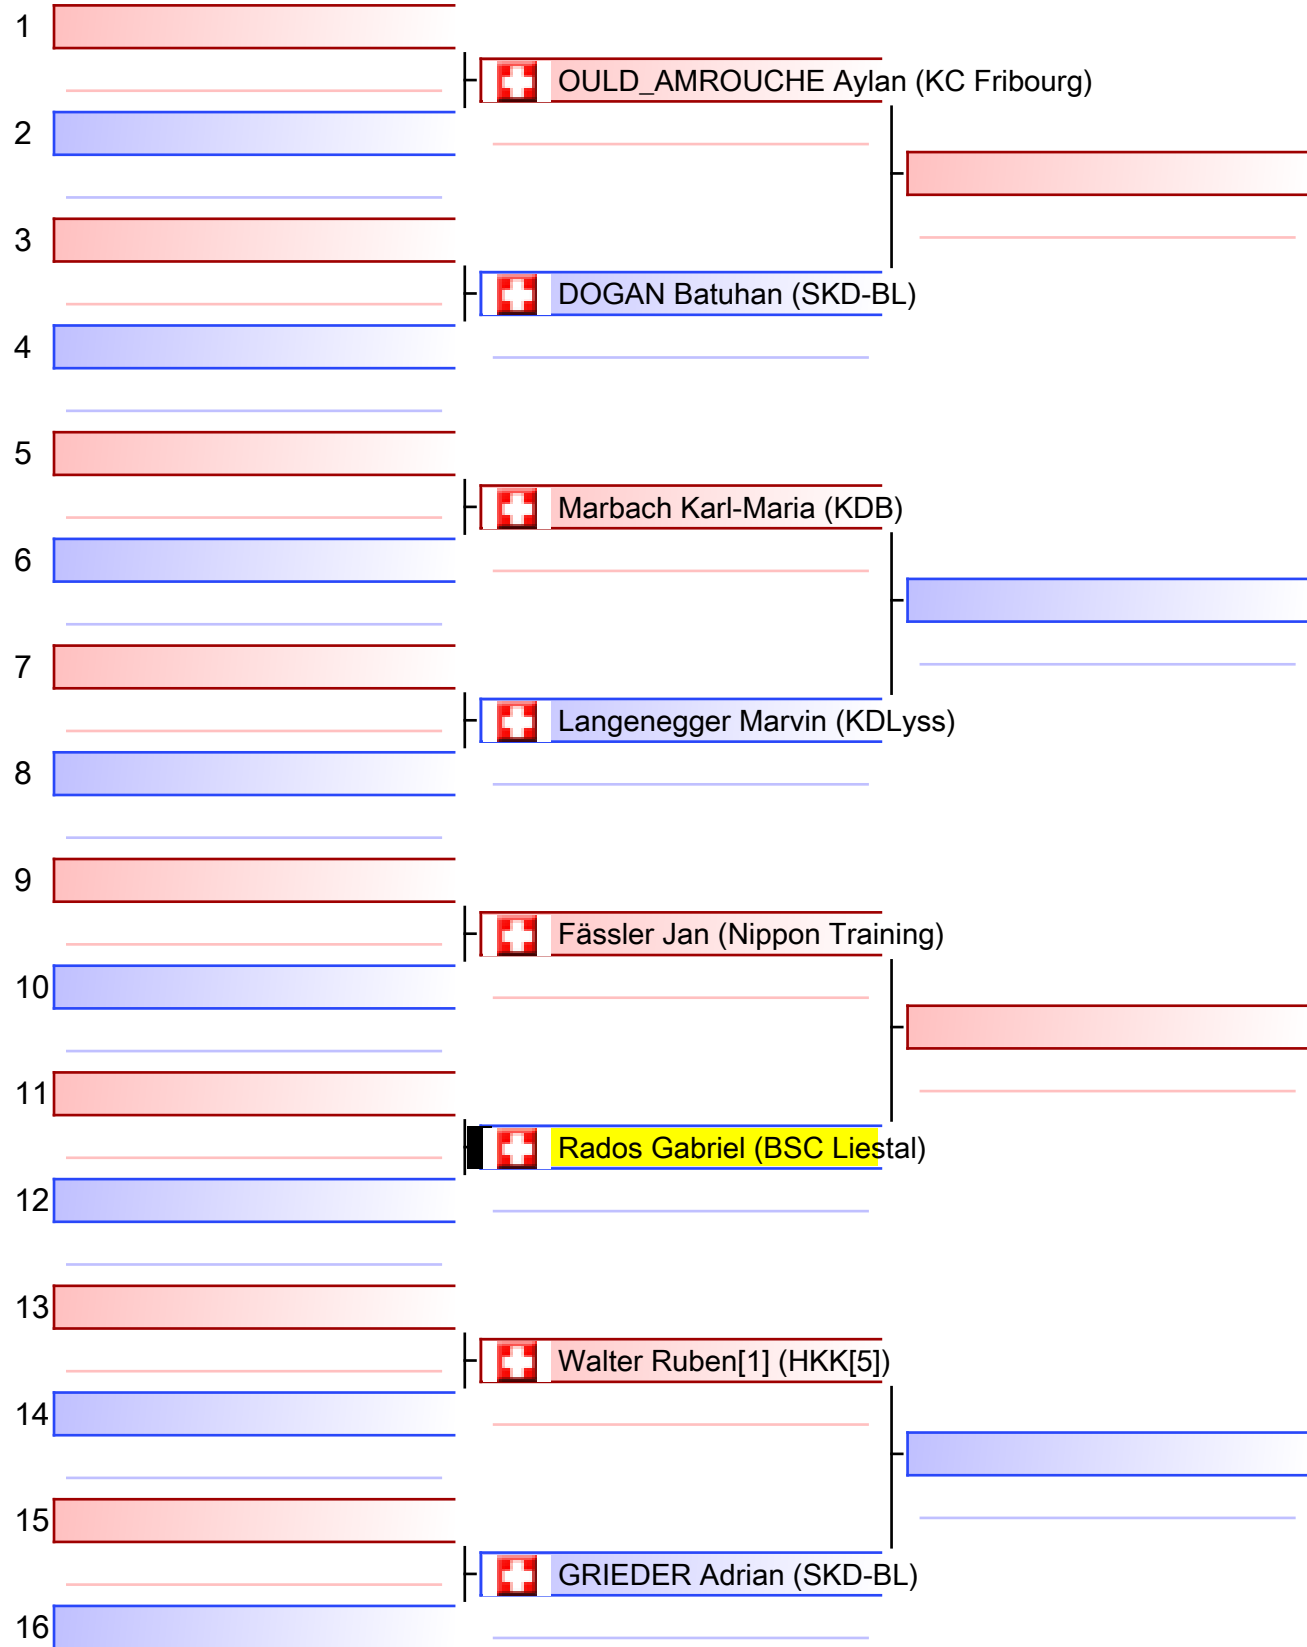 1
OULD_AMROUCHE Aylan (KC Fribourg)
2
3
DOGAN Batuhan (SKD-BL)
4
5
Marbach Karl-Maria (KDB)
6
7
Langenegger Marvin (KDLyss)
8
9
Fässler Jan (Nippon Training)
10
11
Rados Gabriel (BSC Liestal)
12
13
Walter Ruben[1] (HKK[5])
14
15
GRIEDER Adrian (SKD-BL)
16